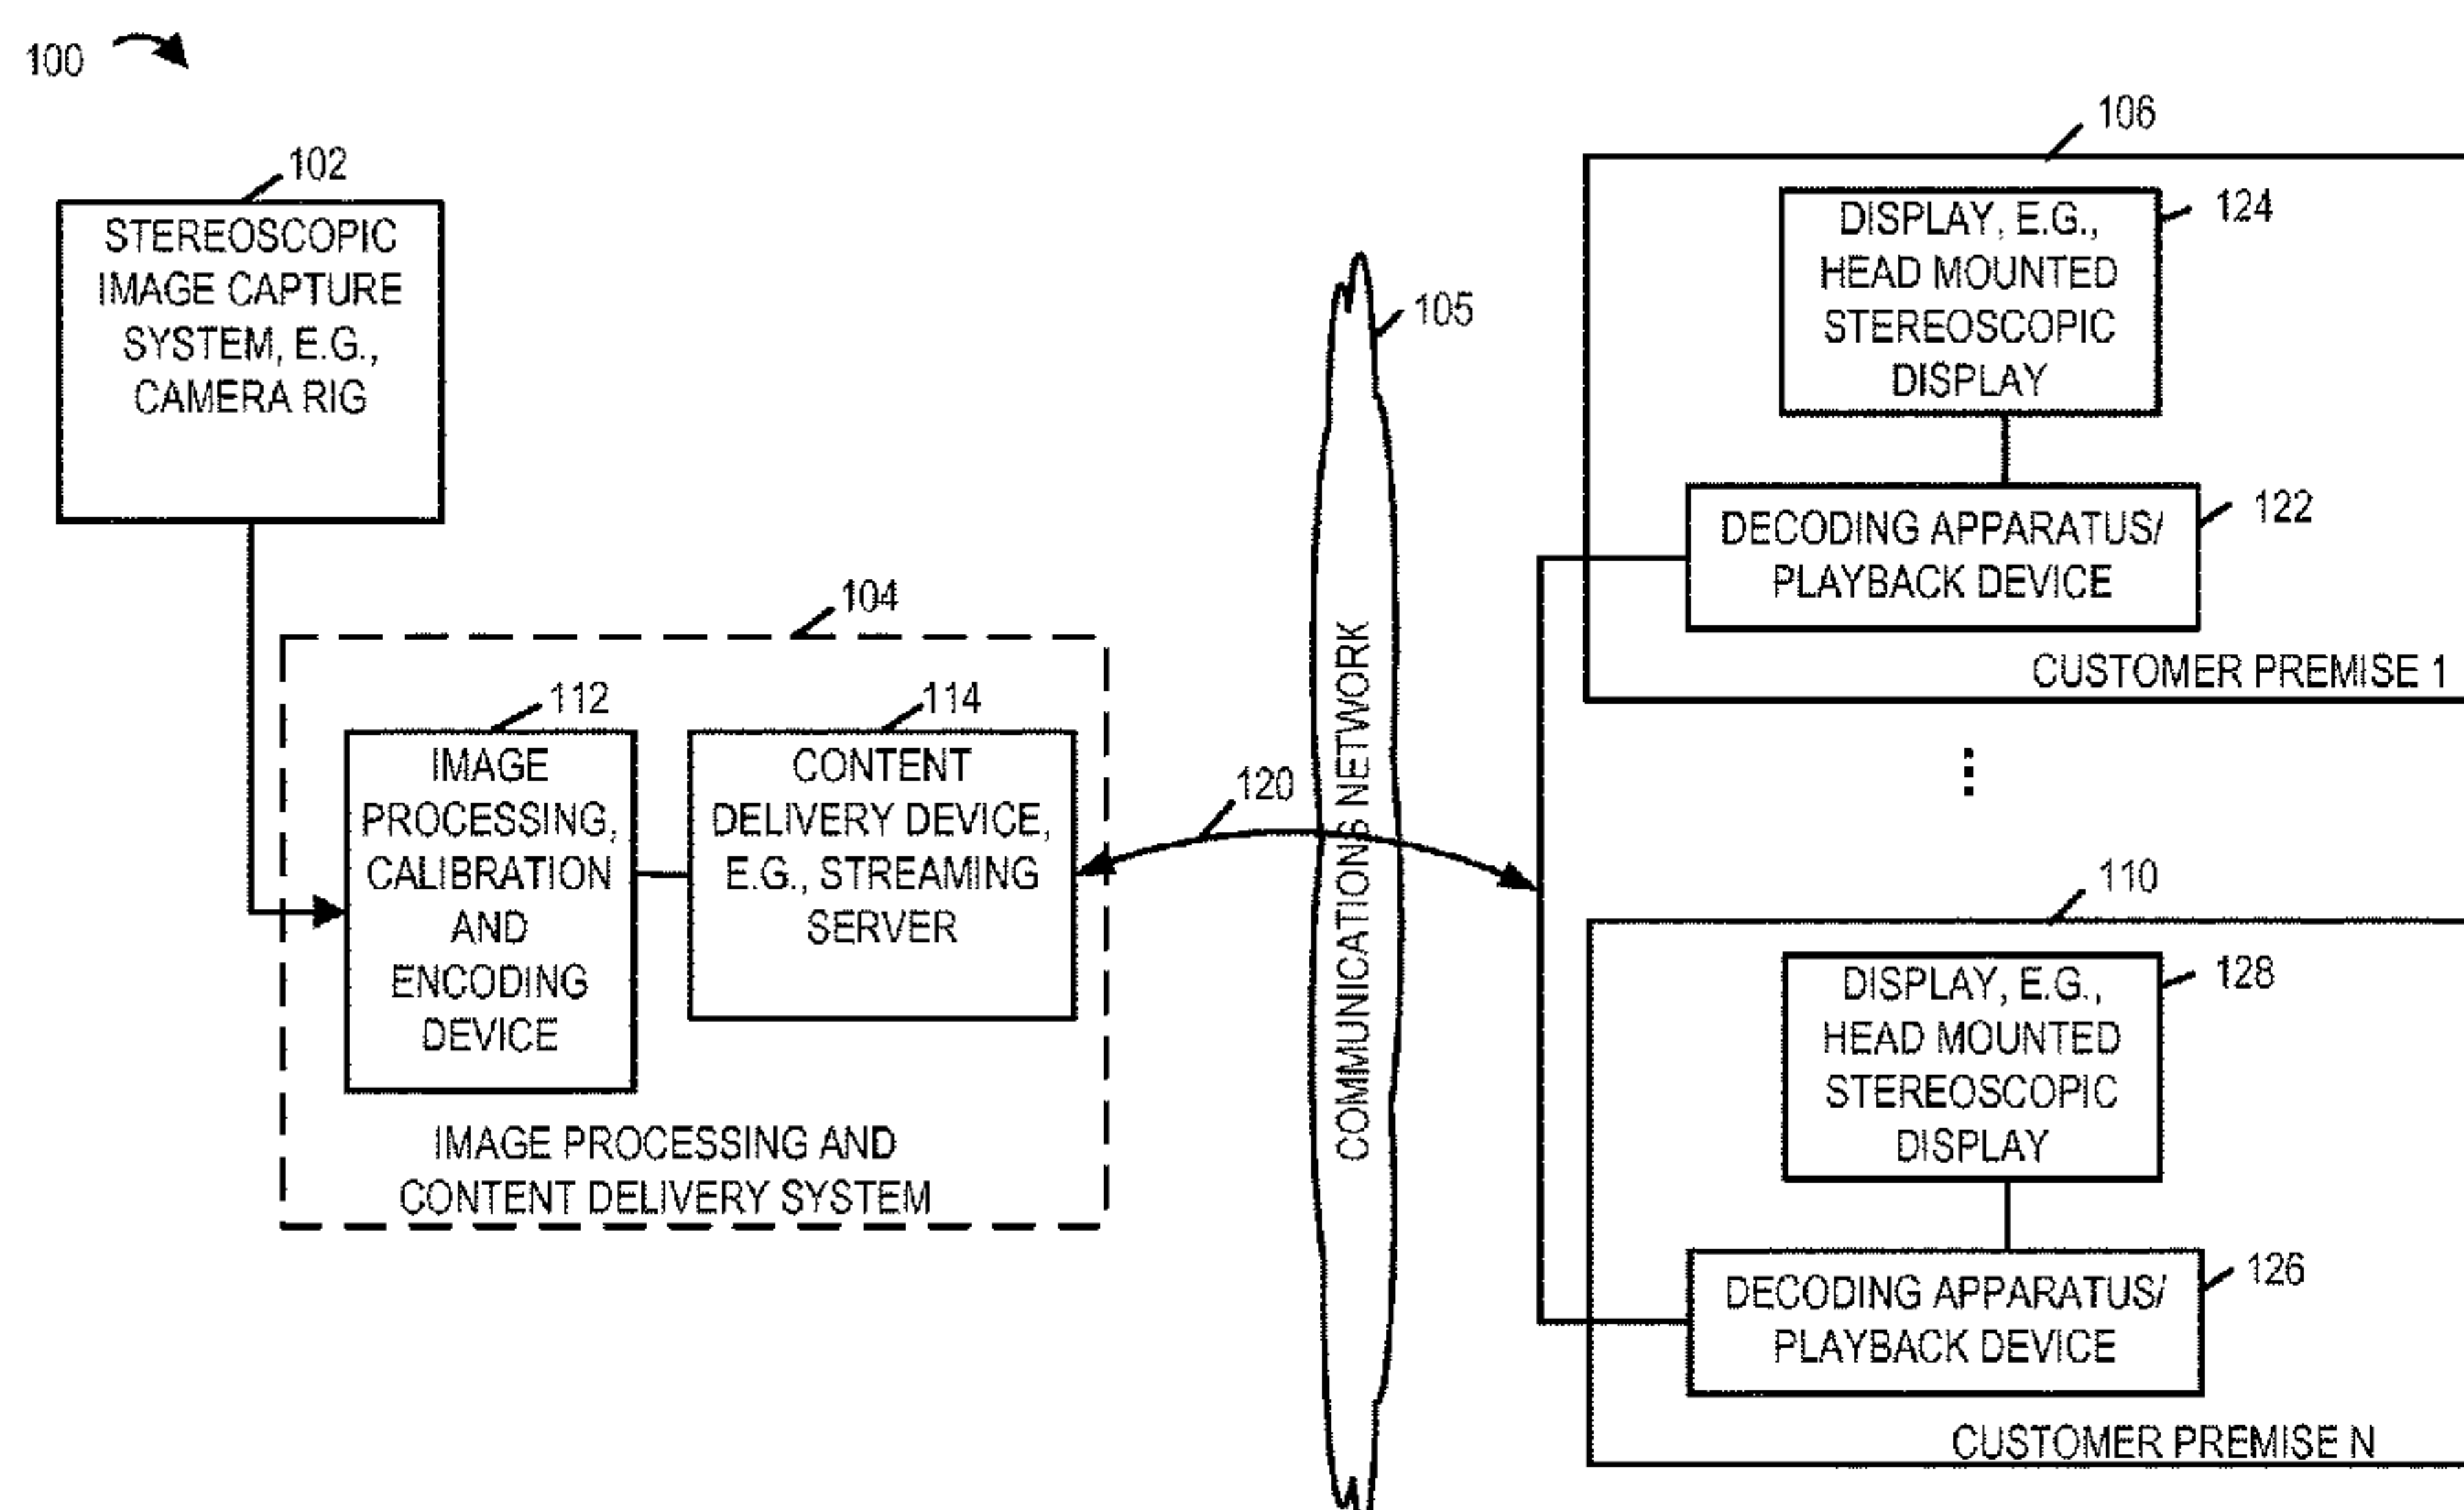 100
102
STEREOSCOPIC
IMAGE CAPTURE
SYSTEM, E.G.,
CAMERA RIG
104
112
IMAGE
PROCESSING,
CALIBRATION
AND
ENCODING
DEVICE
114
CONTENT
DELIVERY DEVICE,
E.G., STREAMING
SERVER
IMAGE PROCESSING AND
CONTENT DELIVERY SYSTEM
120
105
COMMUNICATIONS NETWORK
106
DISPLAY, E.G.,
HEAD MOUNTED
STEREOSCOPIC
DISPLAY
124
DECODING APPARATUS/
PLAYBACK DEVICE
122
CUSTOMER PREMISE 1
110
DISPLAY, E.G.,
HEAD MOUNTED
STEREOSCOPIC
DISPLAY
128
DECODING APPARATUS/
PLAYBACK DEVICE
126
CUSTOMER PREMISE N